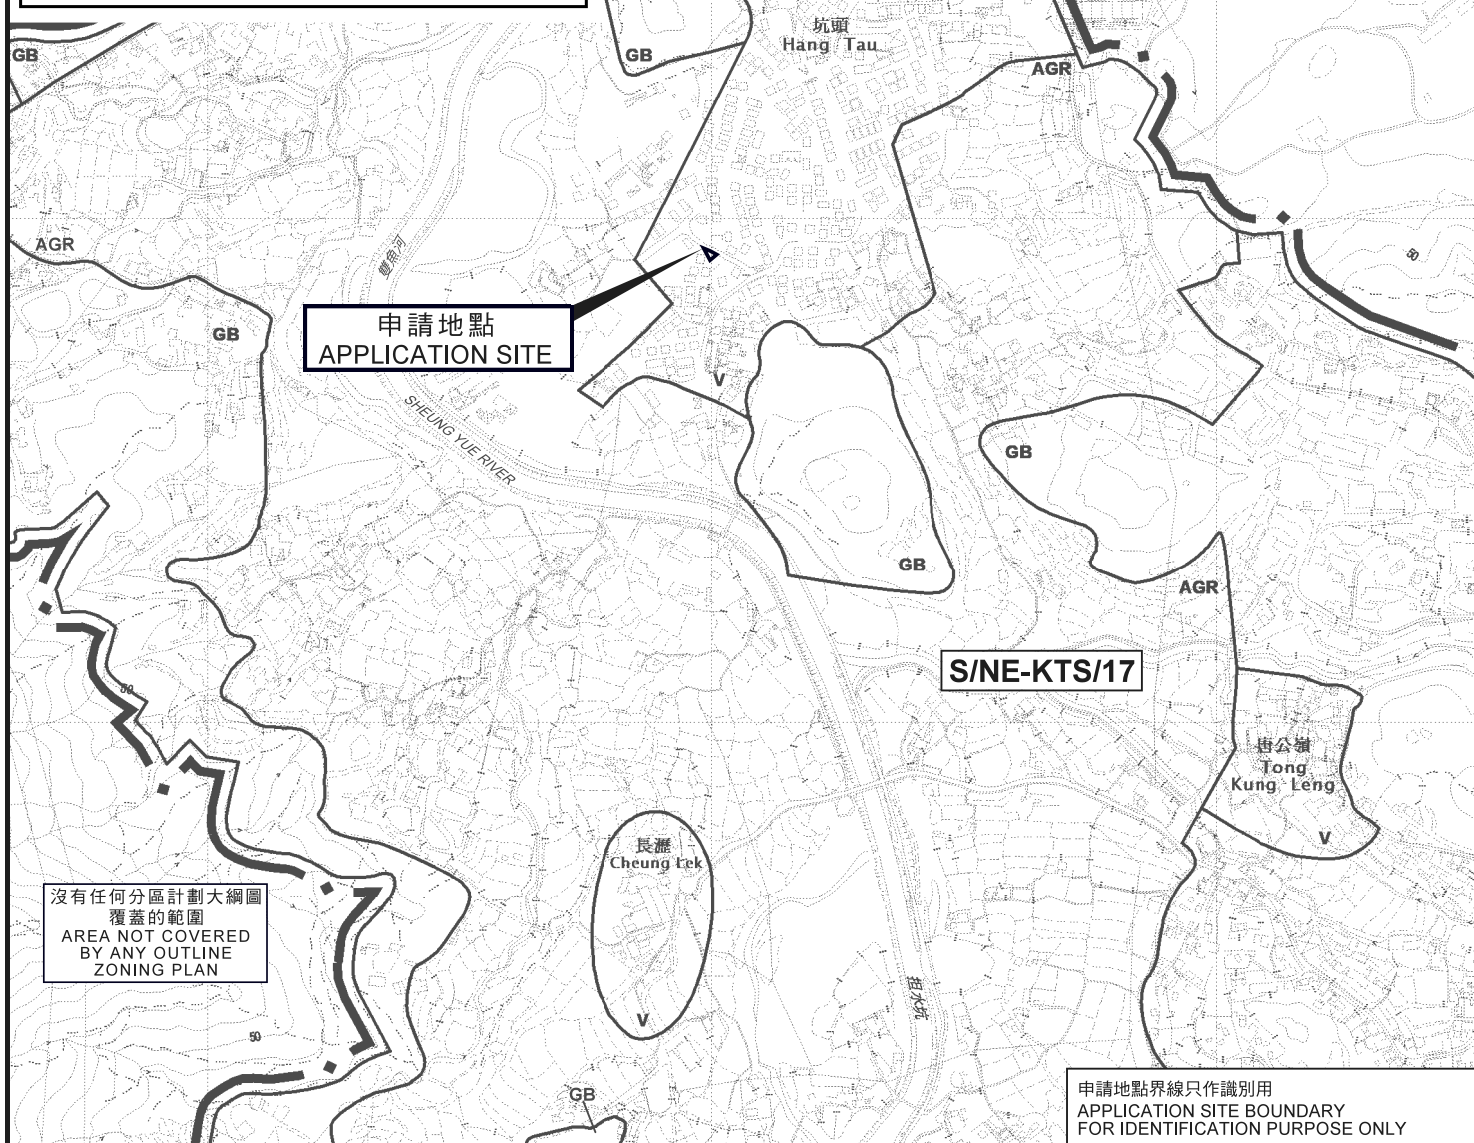 坑頭
Hang Tau
GB
GB
AGR
AGR
雙魚河
50
申請地點
APPLICATION SITE
GB
V
SHEUNG YUE RIVER
GB
GB
AGR
S/NE-KTS/17
50
唐公嶺
Tong
Kung Leng
V
長瀝
Cheung Lek
沒有任何分區計劃大綱圖
覆蓋的範圍
AREA NOT COVERED
BY ANY OUTLINE
ZONING PLAN
V
50
GB
申請地點界線只作識別用
APPLICATION SITE BOUNDARY
FOR IDENTIFICATION PURPOSE ONLY